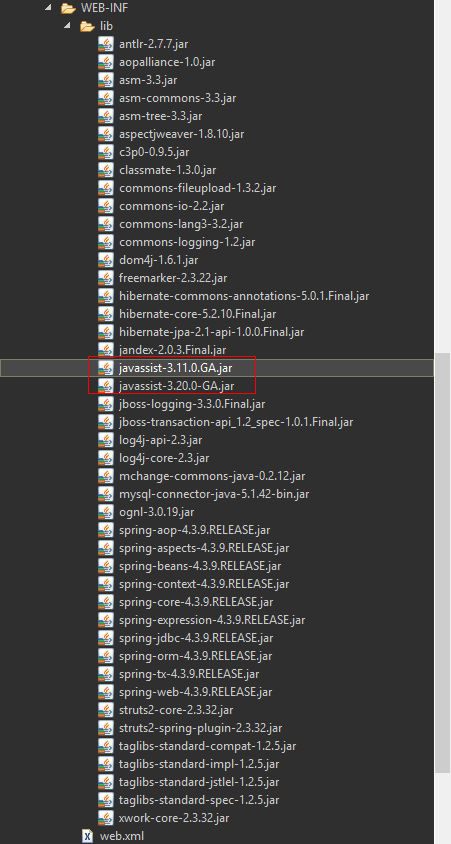 WEB-INF
lib
antlr-2.7.7.jar
aopalliance-1.0.jar
asm-3.3.jar
asm-commons-3.3.jar
asm-tree-3.3.jar
aspectjweaver-1.8.10.jar
c3p0-0.9.5.jar
classmate-1.3.0.jar
commons-fileupload-1.3.2.jar
commons-io-2.2.jar
commons-lang3-3.2.jar
commons-logging-1.2.jar
dom4j-1.6.1.jar
freemarker-2.3.22.jar
hibernate-commons-annotations-5.0.1.Final.jar
hibernate-core-5.2.10.Final.jar
hibernate-jpa-2.1-api-1.0.0.Final.jar
jandex-2.0.3.Final.jar
javassist-3.11.0.GA.jar
javassist-3.20.0-GA.jar
jboss-logging-3.3.0.Final.jar
jboss-transaction-api_1.2_spec-1.0.1.Final.jar
log4j-api-2.3.jar
log4j-core-2.3.jar
mchange-commons-java-0.2.12.jar
mysql-connector-java-5.1.42-bin.jar
ognl-3.0.19.jar
spring-aop-4.3.9.RELEASE.jar
spring-aspects-4.3.9.RELEASE.jar
spring-beans-4.3.9.RELEASE.jar
spring-context-4.3.9.RELEASE.jar
spring-core-4.3.9.RELEASE.jar
spring-expression-4.3.9.RELEASE.jar
spring-jdbc-4.3.9.RELEASE.jar
spring-orm-4.3.9.RELEASE.jar
spring-tx-4.3.9.RELEASE.jar
spring-web-4.3.9.RELEASE.jar
struts2-core-2.3.32.jar
struts2-spring-plugin-2.3.32.jar
taglibs-standard-compat-1.2.5.jar
taglibs-standard-impl-1.2.5.jar
taglibs-standard-jstlel-1.2.5.jar
taglibs-standard-spec-1.2.5.jar
xwork-core-2.3.32.jar
web.xml